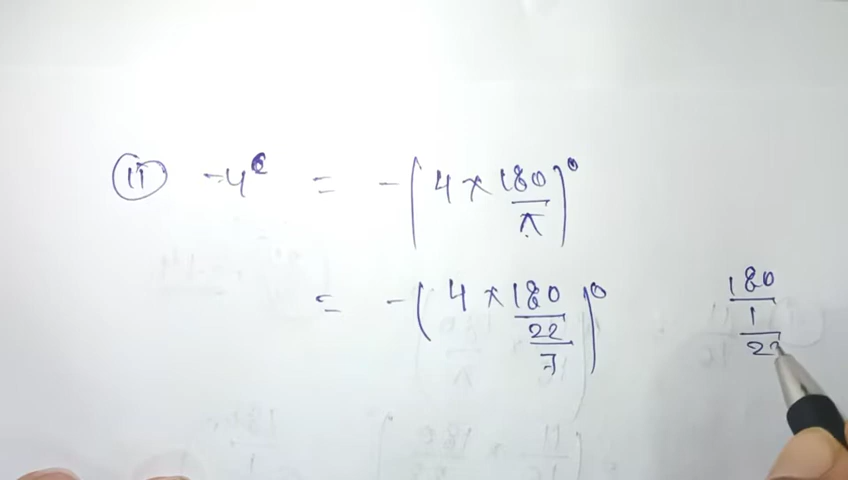 (II) -4ᶜ = -(4 × 180/π)°
= -(4 × 180/(22/7))°
180/(1/22